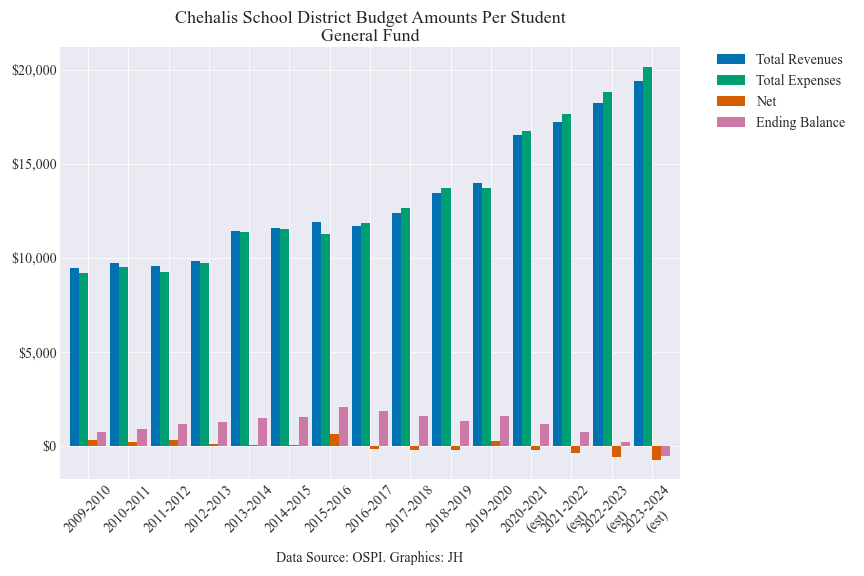 Chehalis School District Budget Amounts Per Student
General Fund
Total Revenues
Total Expenses
Net
Ending Balance
$20,000
$15,000
$10,000
$5,000
$0
2009-2010
2010-2011
2011-2012
2012-2013
2013-2014
2014-2015
2015-2016
2016-2017
2017-2018
2018-2019
2019-2020
2020-2021
(est)
2021-2022
(est)
2022-2023
(est)
2023-2024
(est)
Data Source: OSPI. Graphics: JH